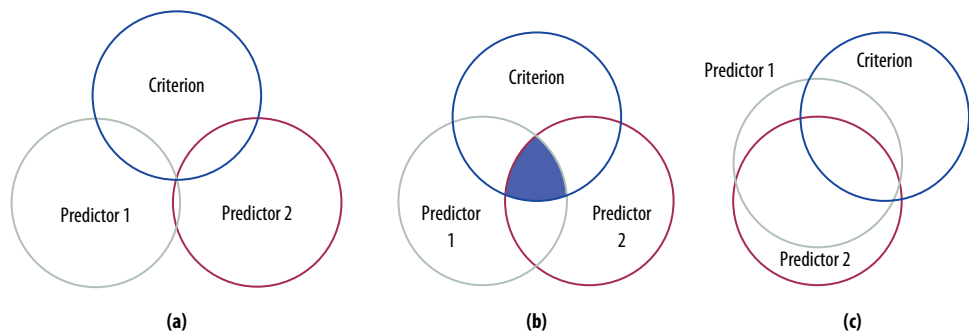 Criterion
Predictor 1
Predictor 2
(a)
Criterion
Predictor
1
Predictor
2
(b)
Predictor 1
Criterion
Predictor 2
(c)